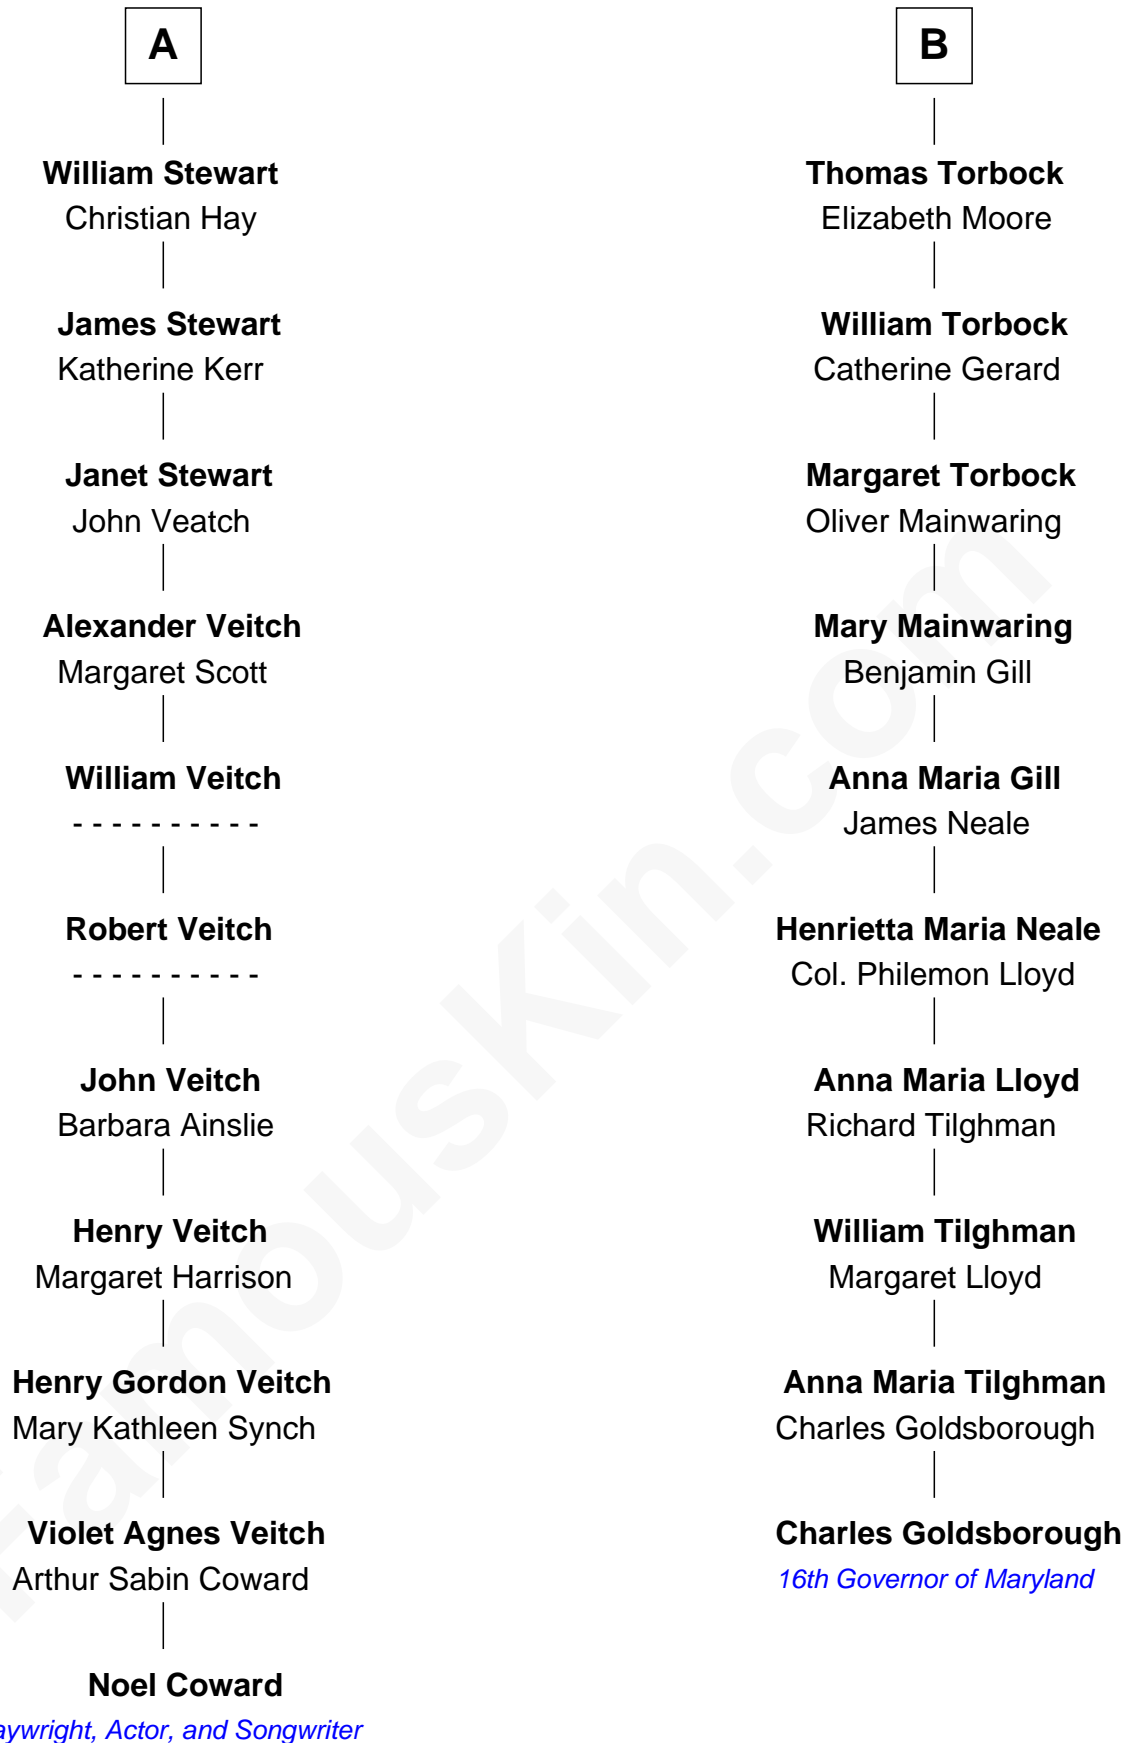 A
William Stewart
Christian Hay
James Stewart
Katherine Kerr
Janet Stewart
John Veatch
Alexander Veitch
Margaret Scott
William Veitch
- - - - - - - - - -
Robert Veitch
- - - - - - - - - -
John Veitch
Barbara Ainslie
Henry Veitch
Margaret Harrison
Henry Gordon Veitch
Mary Kathleen Synch
Violet Agnes Veitch
Arthur Sabin Coward
Noel Coward
aywright, Actor, and Songwriter
B
Thomas Torbock
Elizabeth Moore
William Torbock
Catherine Gerard
Margaret Torbock
Oliver Mainwaring
Mary Mainwaring
Benjamin Gill
Anna Maria Gill
James Neale
Henrietta Maria Neale
Col. Philemon Lloyd
Anna Maria Lloyd
Richard Tilghman
William Tilghman
Margaret Lloyd
Anna Maria Tilghman
Charles Goldsborough
Charles Goldsborough
16th Governor of Maryland
FamousKin.com